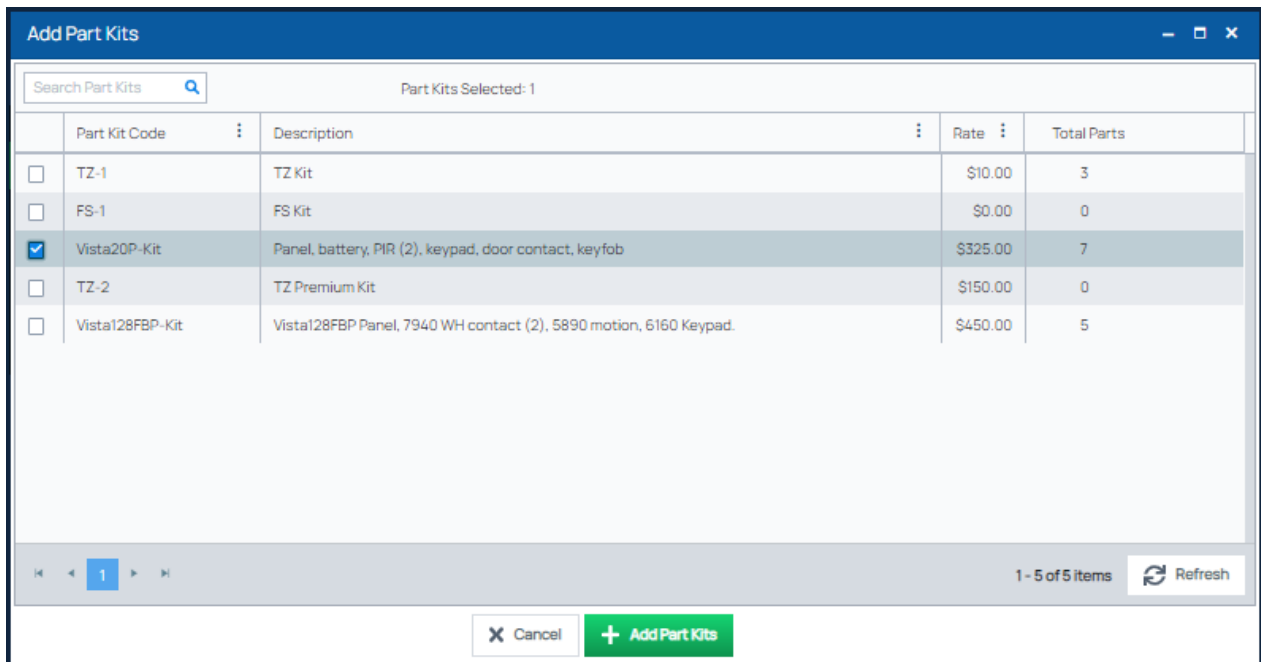 Add Part Kits
Search Part Kits Part Kits Selected: 1
Part Kit Code Description Rate Total Parts
TZ-1 TZ Kit $10.00 3
FS-1 FS Kit $0.00 0
Vista20P-Kit Panel, battery, PIR (2), keypad, door contact, keyfob $325.00 7
TZ-2 TZ Premium Kit $150.00 0
Vista128FBP-Kit Vista128FBP Panel, 7940 WH contact (2), 5890 motion, 6160 Keypad. $450.00 5
1 1 - 5 of 5 items Refresh
Cancel Add Part Kits